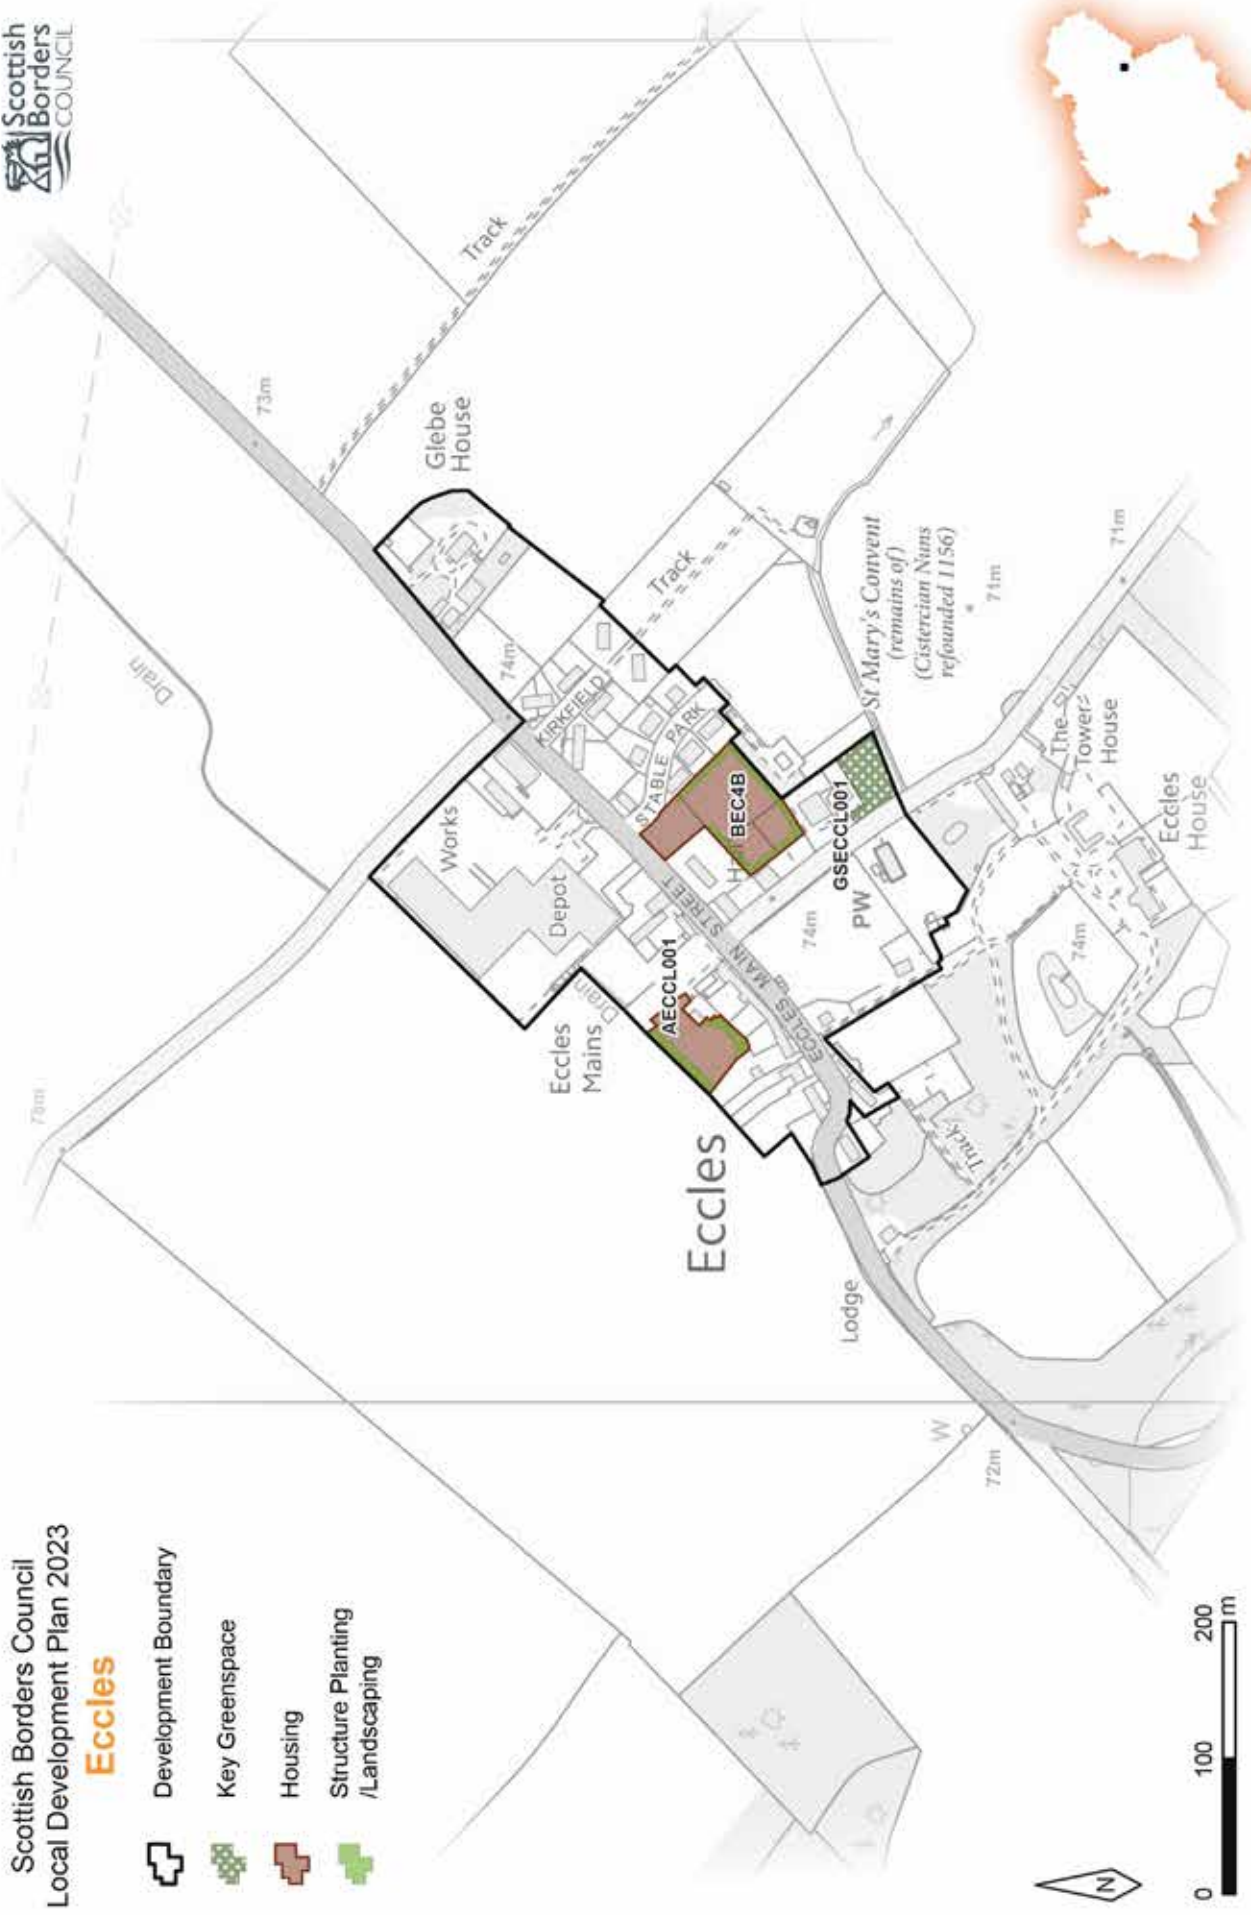 Scottish Borders Council
Local Development Plan 2023
Eccles
Development Boundary
Key Greenspace
Housing
Structure Planting
/Landscaping
Scottish
Borders
COUNCIL
73m
Track
Drain
Glebe
House
74m
KIRKFIELD
Track
Works
STABLE PARK
Depot
BEC4B
H
St Mary's Convent
(remains of)
(Cistercian Nuns
refounded 1156)
71m
71m
GSECCL001
Eccles
Mains
Drain
AECCL001
ECCLES MAIN STREET
74m
PW
The
Tower
House
Eccles
House
74m
Eccles
Track
Lodge
W
72m
N
0
100
200
m